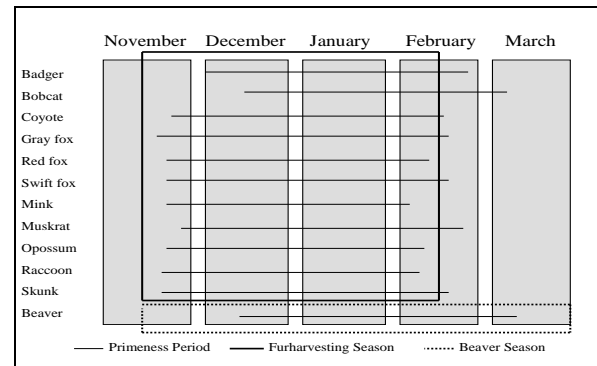 November December January February March
Badger
Bobcat
Coyote
Gray fox
Red fox
Swift fox
Mink
Muskrat
Opossum
Raccoon
Skunk
Beaver
Primeness Period Furharvesting Season Beaver Season